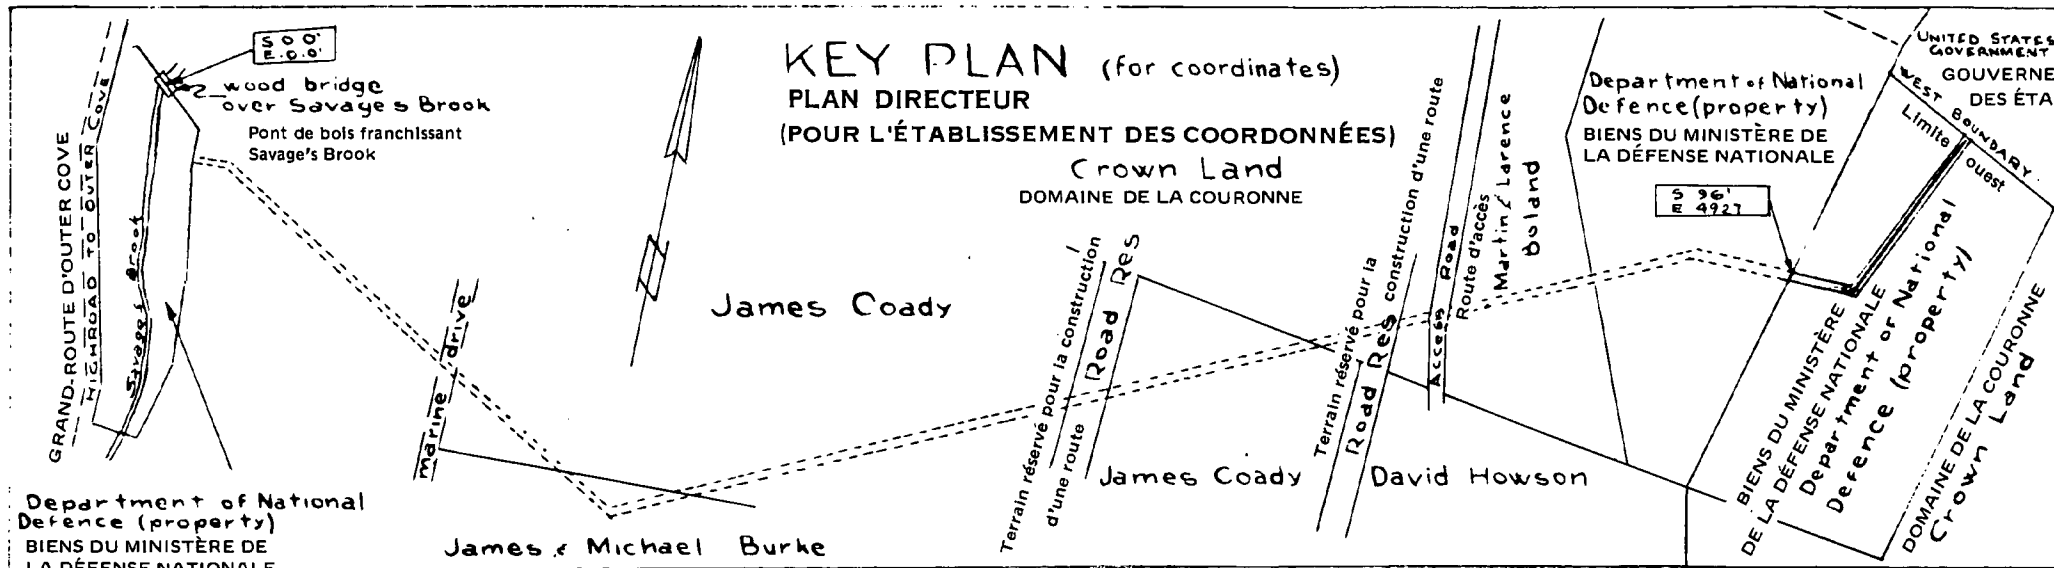 KEY PLAN (for coordinates)
PLAN DIRECTEUR
(POUR L'ÉTABLISSEMENT DES COORDONNÉES)
Crown Land
DOMAINE DE LA COURONNE
S 0 0'
E. 0.0'
wood bridge
over Savages Brook
Pont de bois franchissant
Savage's Brook
GRAND-ROUTE D'OUTER COVE
HIGHROAD TO OUTER COVE
Savages Brook
Department of National
Defence (property)
BIENS DU MINISTÈRE DE
LA DÉFENSE NATIONALE
marine drive
James & Michael Burke
James Coady
Terrain réservé pour la construction
d'une route
Road Res
James Coady
Terrain réservé pour la construction d'une route
Road Res
Access Road
Route d'accès
Martin & Larence
Boland
David Howson
Department of National
Defence (property)
BIENS DU MINISTÈRE DE
LA DÉFENSE NATIONALE
S 96'
E 4927
UNITED STATES
GOVERNMENT
GOUVERNE
DES ÉTA
WEST BOUNDARY
Limite ouest
BIENS DU MINISTÈRE
DE LA DÉFENSE NATIONALE
Department of National
Defence (property)
DOMAINE DE LA COURONNE
Crown Land